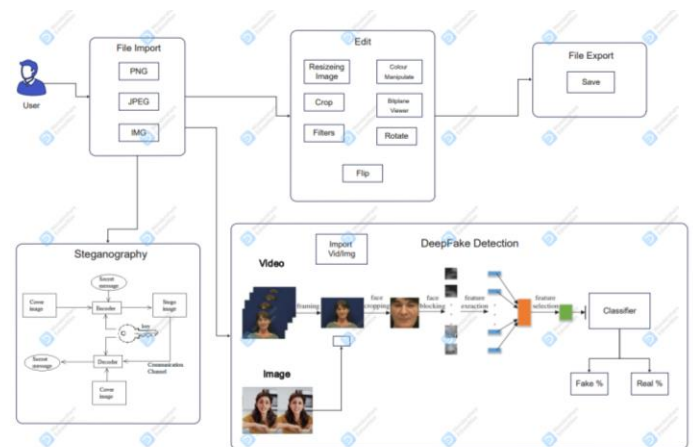 User
File Import
PNG
JPEG
IMG
Edit
Resizeing
Image
Colour
Manipulate
Crop
Bitplane
Viewer
Filters
Rotate
Flip
File Export
Save
Steganography
Secret
message
Cover
image
Encoder
Stego
image
key
Secret
message
Decoder
Communication
Channel
Cover
image
DeepFake Detection
Import
Vid/Img
Video
framing
face
cropping
face
blocking
feature
exraction
feature
selection
Classifier
Fake %
Real %
Image